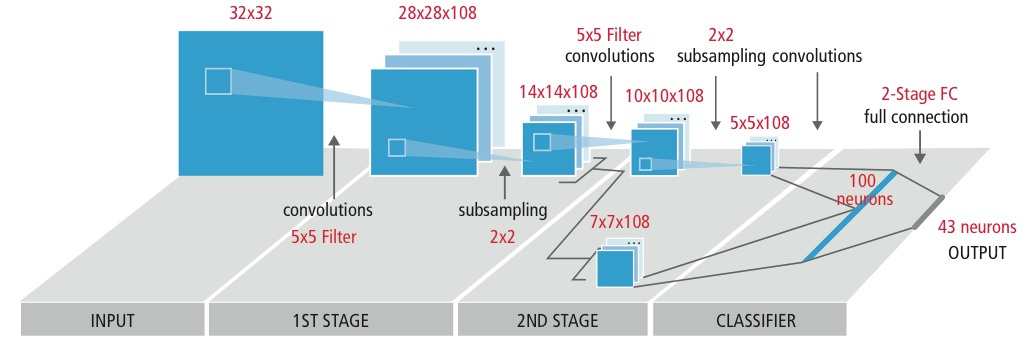 32x32
28x28x108
5x5 Filter
convolutions
2x2
subsampling
convolutions
14x14x108
10x10x108
5x5x108
2-Stage FC
full connection
convolutions
5x5 Filter
subsampling
2x2
7x7x108
100
neurons
43 neurons
OUTPUT
INPUT
1ST STAGE
2ND STAGE
CLASSIFIER